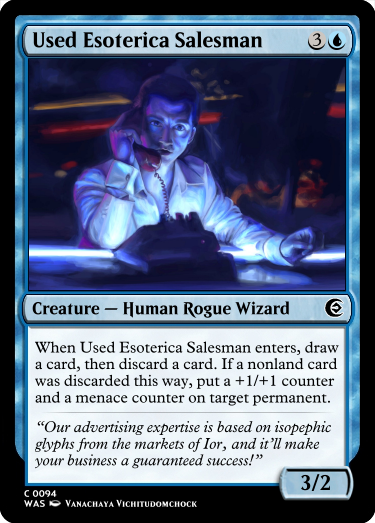 Used Esoterica Salesman 3
Creature — Human Rogue Wizard
When Used Esoterica Salesman enters, draw
a card, then discard a card. If a nonland card
was discarded this way, put a +1/+1 counter
and a menace counter on target permanent.
“Our advertising expertise is based on isopephic
glyphs from the markets of Ior, and it’ll make
your business a guaranteed success!”
3/2
C 0094
WAS Vanachaya Vichitudomchock